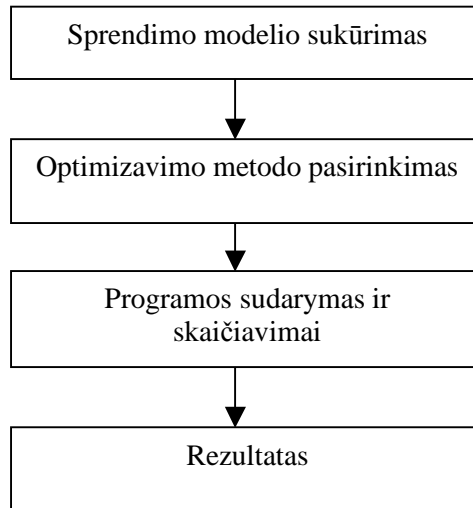 Sprendimo modelio sukūrimas
Optimizavimo metodo pasirinkimas
Programos sudarymas ir
skaičiavimai
Rezultatas